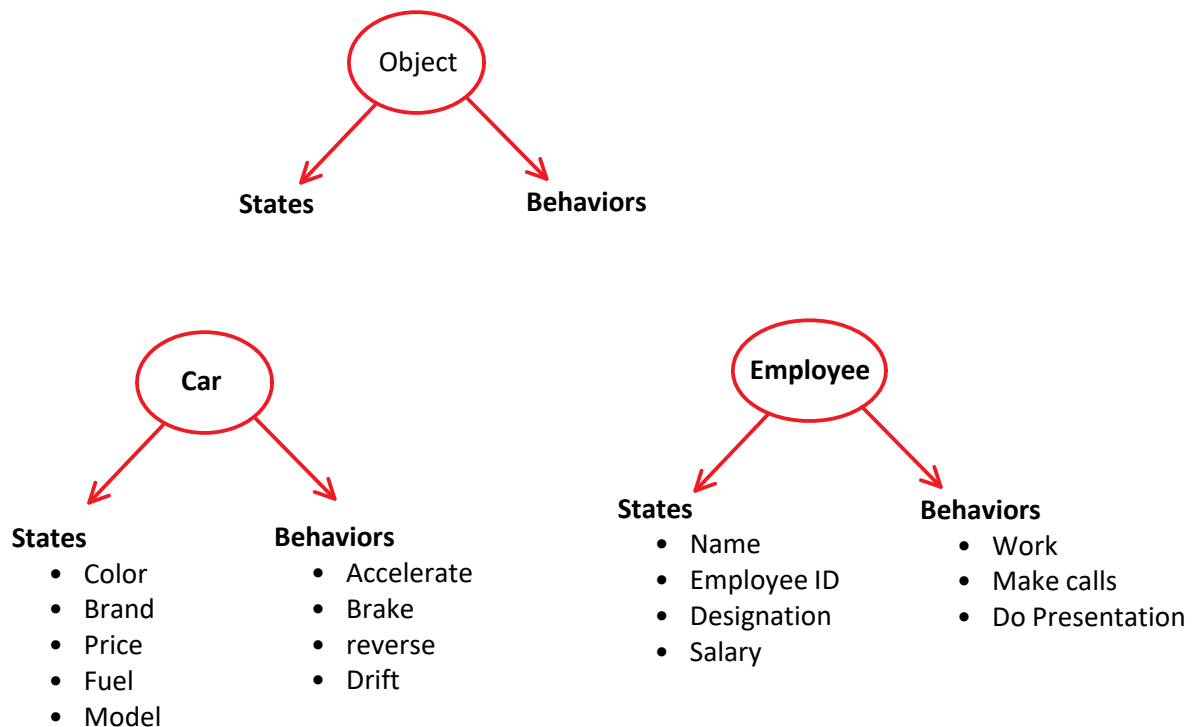 Object
States
Behaviors
Car
States
• Color
• Brand
• Price
• Fuel
• Model
Behaviors
• Accelerate
• Brake
• reverse
• Drift
Employee
States
• Name
• Employee ID
• Designation
• Salary
Behaviors
• Work
• Make calls
• Do Presentation